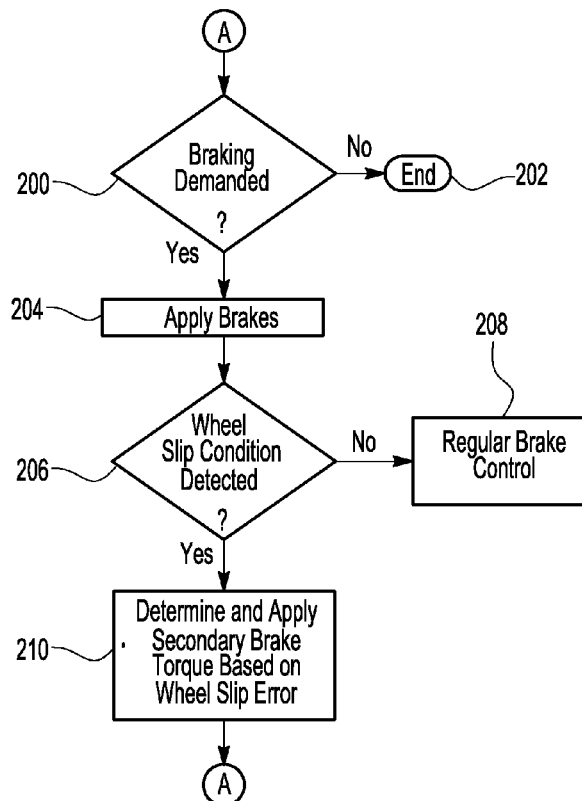 A
Braking
Demanded
?
No
End
200
202
Yes
204
Apply Brakes
208
Wheel
Slip Condition
Detected
?
No
Regular Brake
Control
206
Yes
Determine and Apply
Secondary Brake
Torque Based on
Wheel Slip Error
210
A